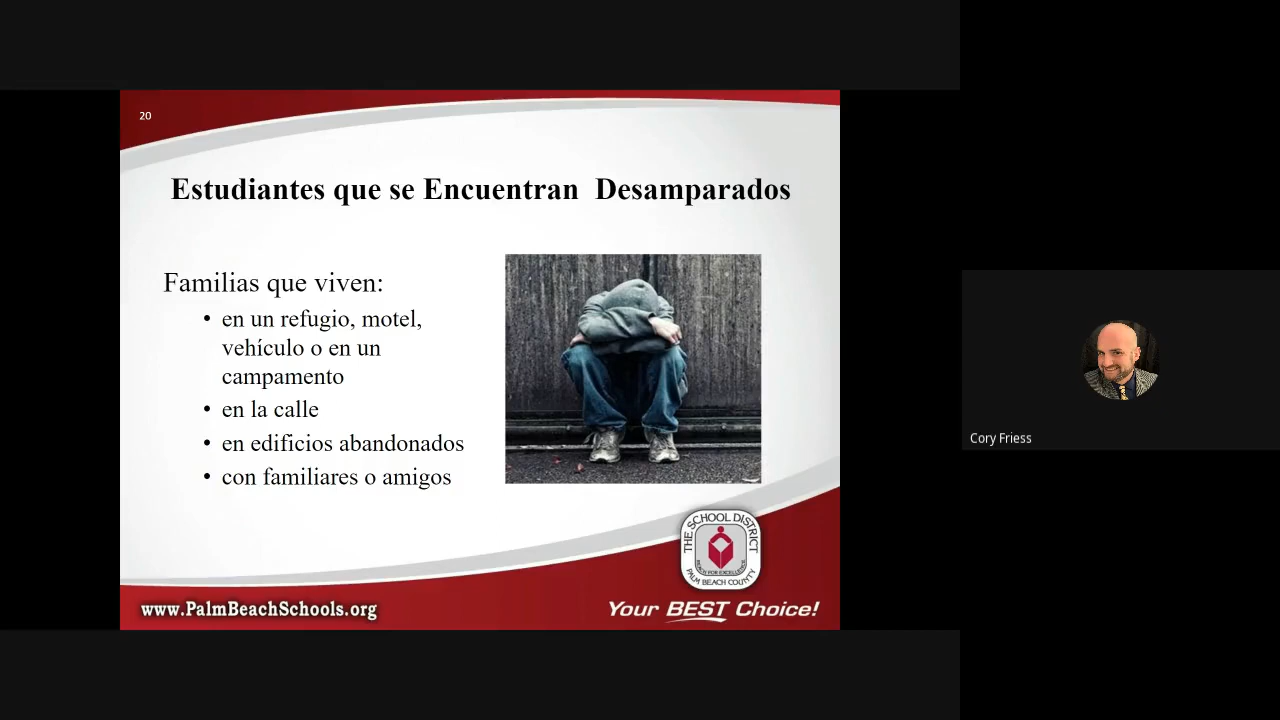 20
Estudiantes que se Encuentran Desamparados
Familias que viven:
• en un refugio, motel,
vehículo o en un
campamento
• en la calle
• en edificios abandonados
• con familiares o amigos
Cory Friess
THE SCHOOL DISTRICT
PALM BEACH COUNTY
www.PalmBeachSchools.org
Your BEST Choice!